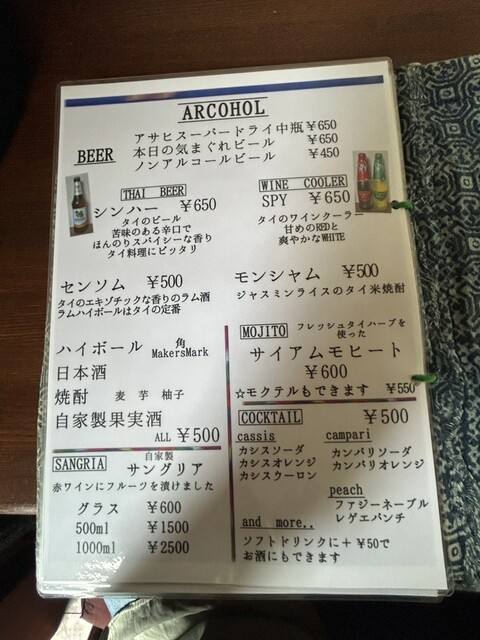 ARCOHOL
BEER
アサヒスーパードライ中瓶￥650
本日の気まぐれビール ￥650
ノンアルコールビール ￥450
THAI BEER
シンハー ￥650
タイのビール
苦味のある辛口で
ほんのりスパイシーな香り
タイ料理にピッタリ
WINE COOLER
SPY ￥650
タイのワインクーラー
甘めのREDと
爽やかなWHITE
センソム ￥500
タイのエキゾチックな香りのラム酒
ラムハイボールはタイの定番
モンシャム ￥500
ジャスミンライスのタイ米焼酎
ハイボール 角
MakersMark
日本酒
焼酎 麦 芋 柚子
自家製果実酒
ALL ￥500
MOJITO フレッシュタイハーブを
使った
サイアムモヒート
￥600
☆モクテルもできます ￥550
SANGRIA 自家製
サングリア
赤ワインにフルーツを漬けました
グラス ￥600
500ml ￥1500
1000ml ￥2500
COCKTAIL ￥500
cassis
カシスソーダ
カシスオレンジ
カシスウーロン
campari
カンパリソーダ
カンパリオレンジ
peach
ファジーネーブル
レゲエパンチ
and more..
ソフトドリンクに＋￥50で
お酒にもできます